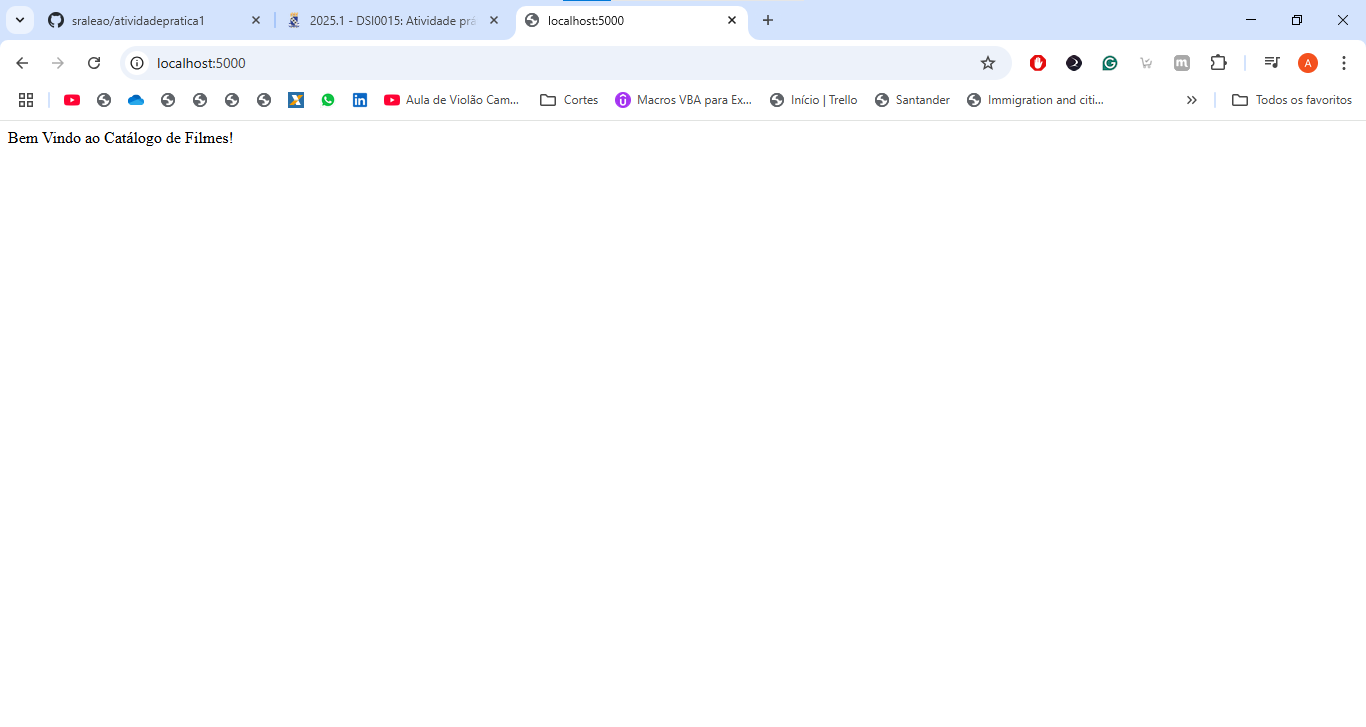 sraleao/atividadepratica1
2025.1 - DSI0015: Atividade prá
localhost:5000
localhost:5000
A
Aula de Violão Cam...
Cortes
Macros VBA para Ex...
Início | Trello
Santander
Immigration and citi...
Todos os favoritos
Bem Vindo ao Catálogo de Filmes!